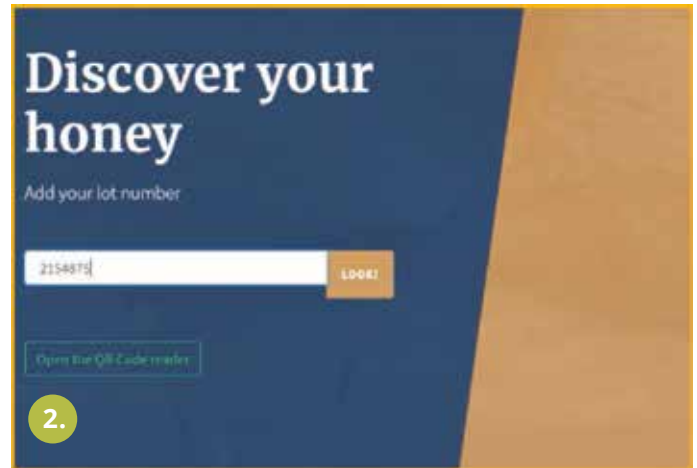 Discover your
honey
Add your lot number
2154875
LOOK!
Open the QR Code reader
2.